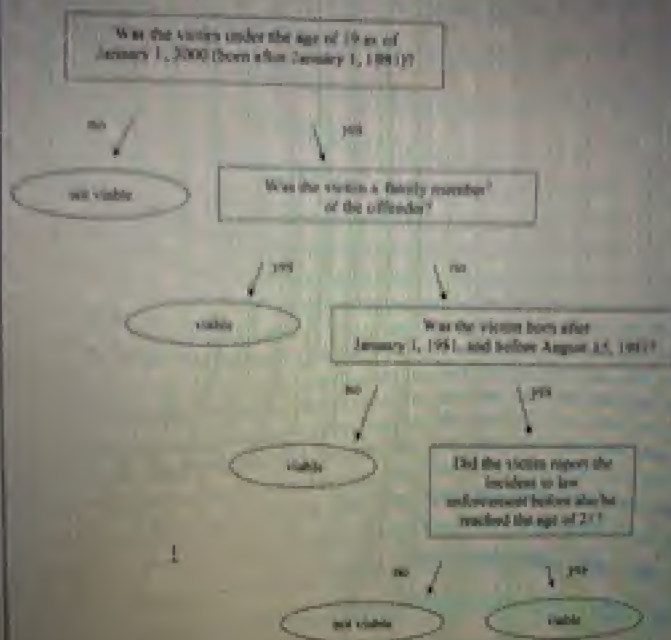 Was the victim under the age of 19 as of
January 1, 2000 (born after January 1, 1981)?
no
yes
not viable
Was the victim a family member
of the offender?
yes
no
viable
Was the victim born after
January 1, 1981, and before August 15,
no
yes
viable
Did the victim report the
incident to law
enforcement before she/he
reached the age of
no
yes
not viable
viable